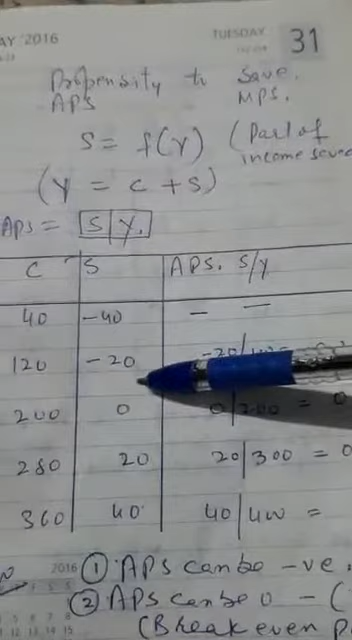 AY 2016
TUESDAY 31
Propensity to Save.
APS MPS.
S = f(Y) (Part of
income saved
(Y = C + S)
APS = S|Y.
C S APS. S/Y
40 -40 — —
120 -20 -20/
200 0 0|200 = 0
280 20 20|300 = 0
360 40 40|400 =
2016 ① APS can be -ve.
② APS can be 0 - (
(Break even P